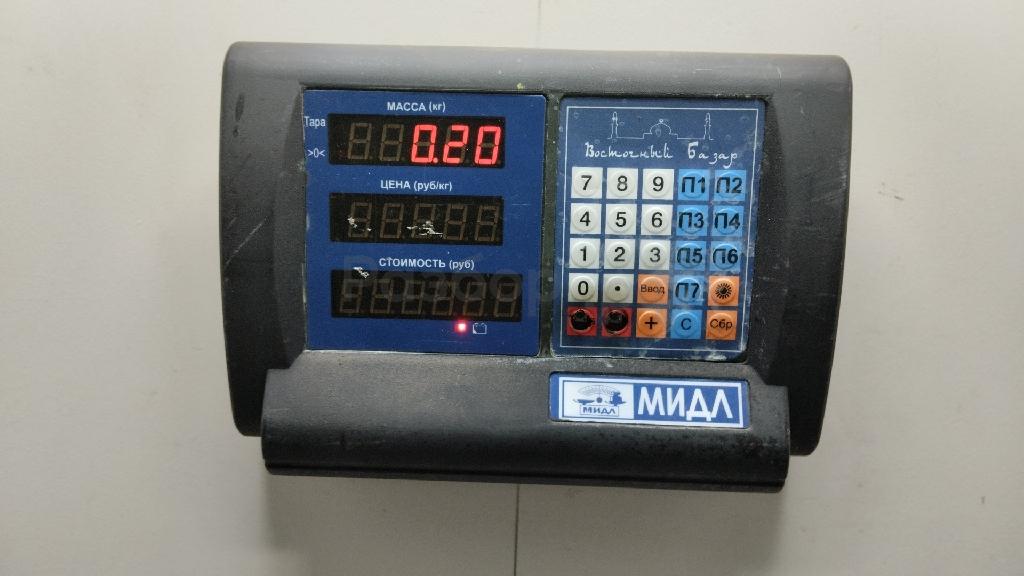 МАССА (кг)
Тара
0.20
>0<
ЦЕНА (руб/кг)
СТОИМОСТЬ (руб)
Восточный Базар
7 8 9 П1 П2
4 5 6 П3 П4
1 2 3 П5 П6
0 • Ввод П7
+ С Сбр
МИДЛ
МИДЛ